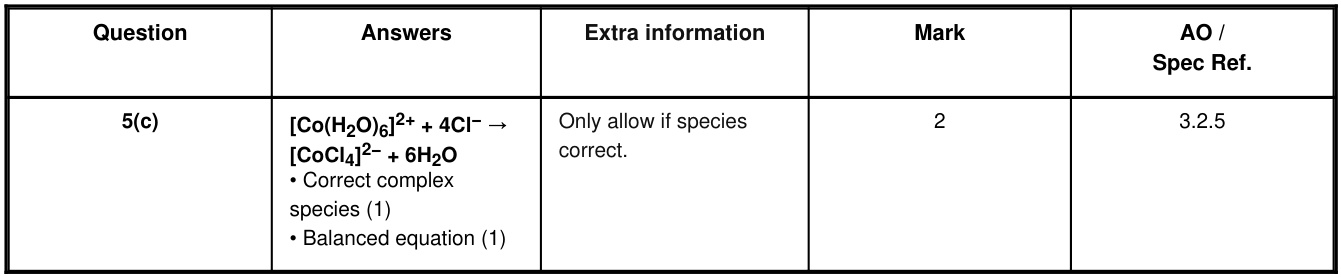 Question Answers Extra information Mark AO /
Spec Ref.
5(c) [Co(H₂O)₆]²⁺ + 4Cl⁻ → Only allow if species 2 3.2.5
[CoCl₄]²⁻ + 6H₂O correct.
• Correct complex
species (1)
• Balanced equation (1)